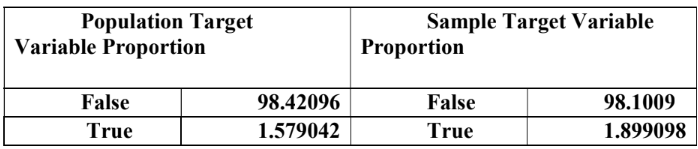 Population Target
Variable Proportion
Sample Target Variable
Proportion
False 98.42096 False 98.1009
True 1.579042 True 1.899098